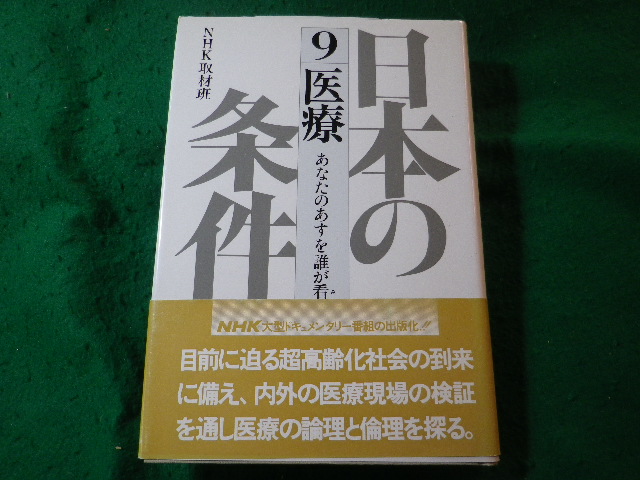 日本の
条件
9
医療
あなたのあすを誰が看
み
NHK取材班
NHK大型ドキュメンタリー番組の出版化!!
目前に迫る超高齢化社会の到来
に備え、内外の医療現場の検証
を通し医療の論理と倫理を探る。